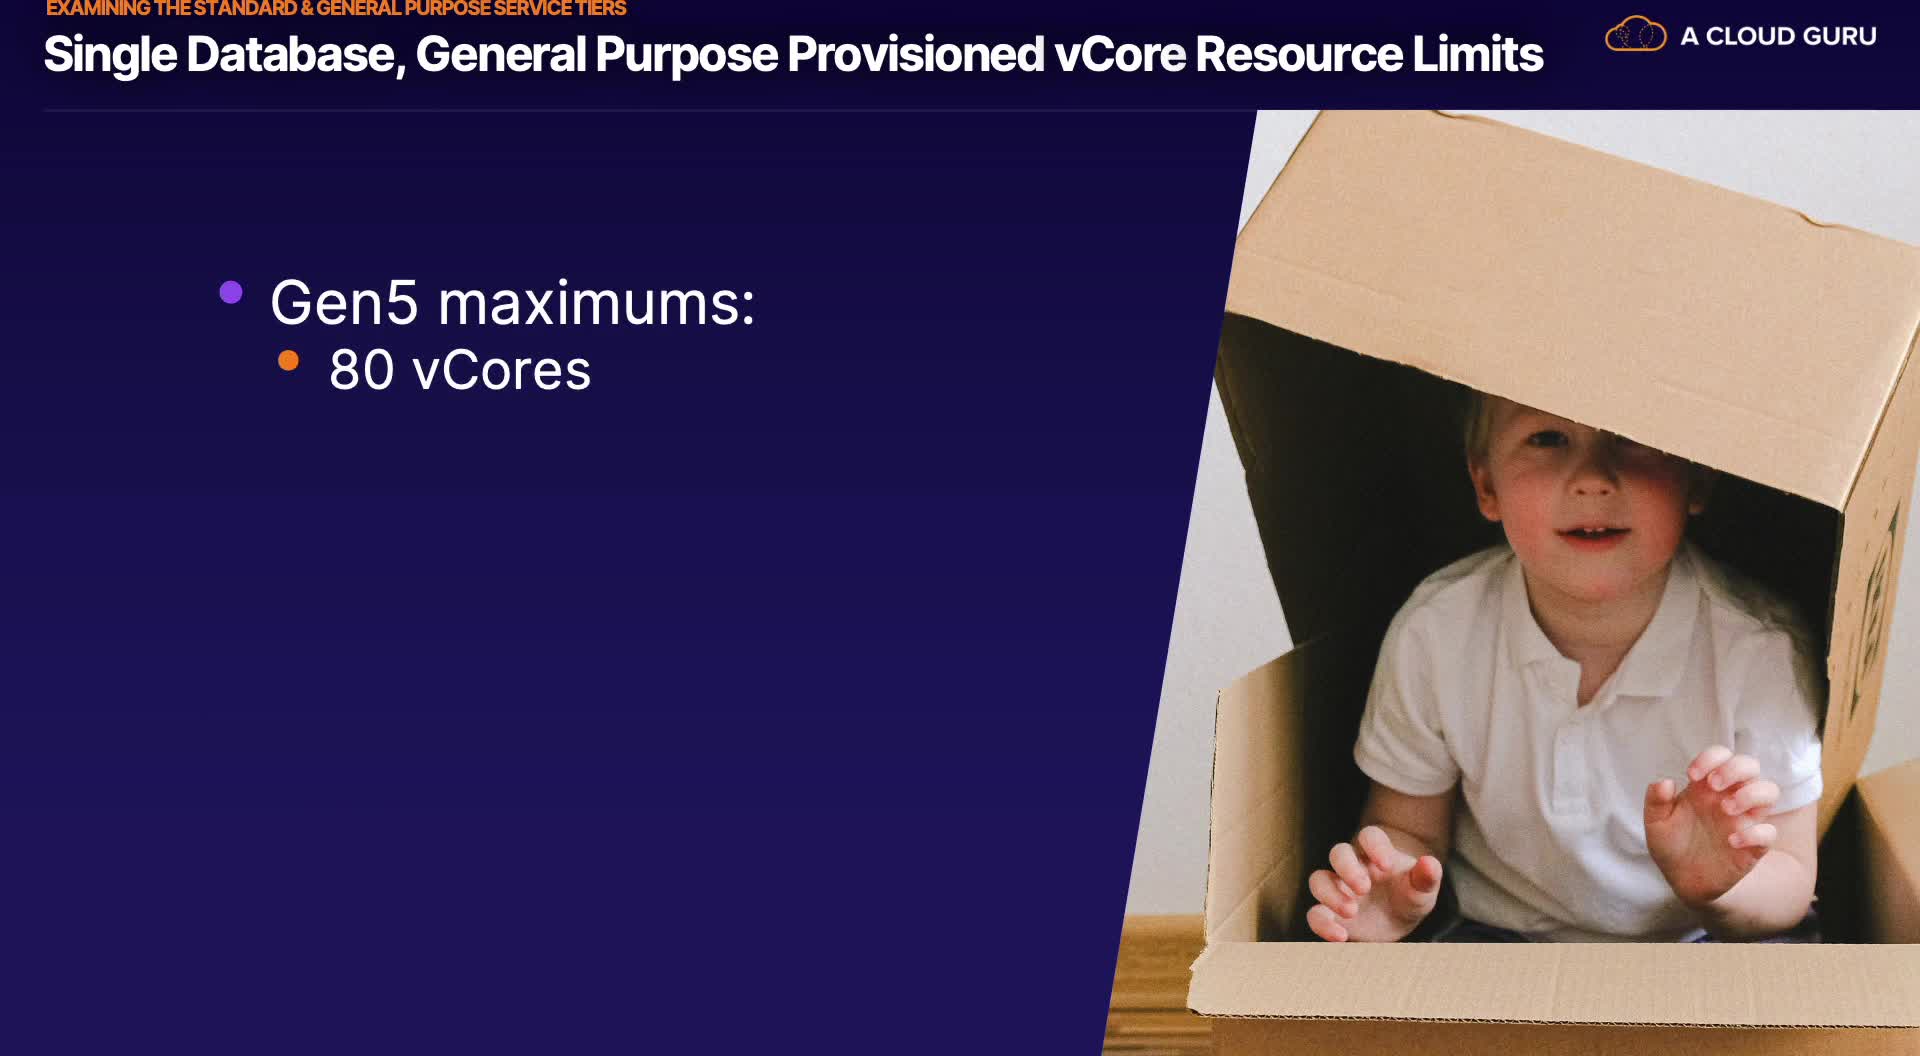 EXAMINING THE STANDARD & GENERAL PURPOSE SERVICE TIERS
Single Database, General Purpose Provisioned vCore Resource Limits
A CLOUD GURU
Gen5 maximums:
80 vCores